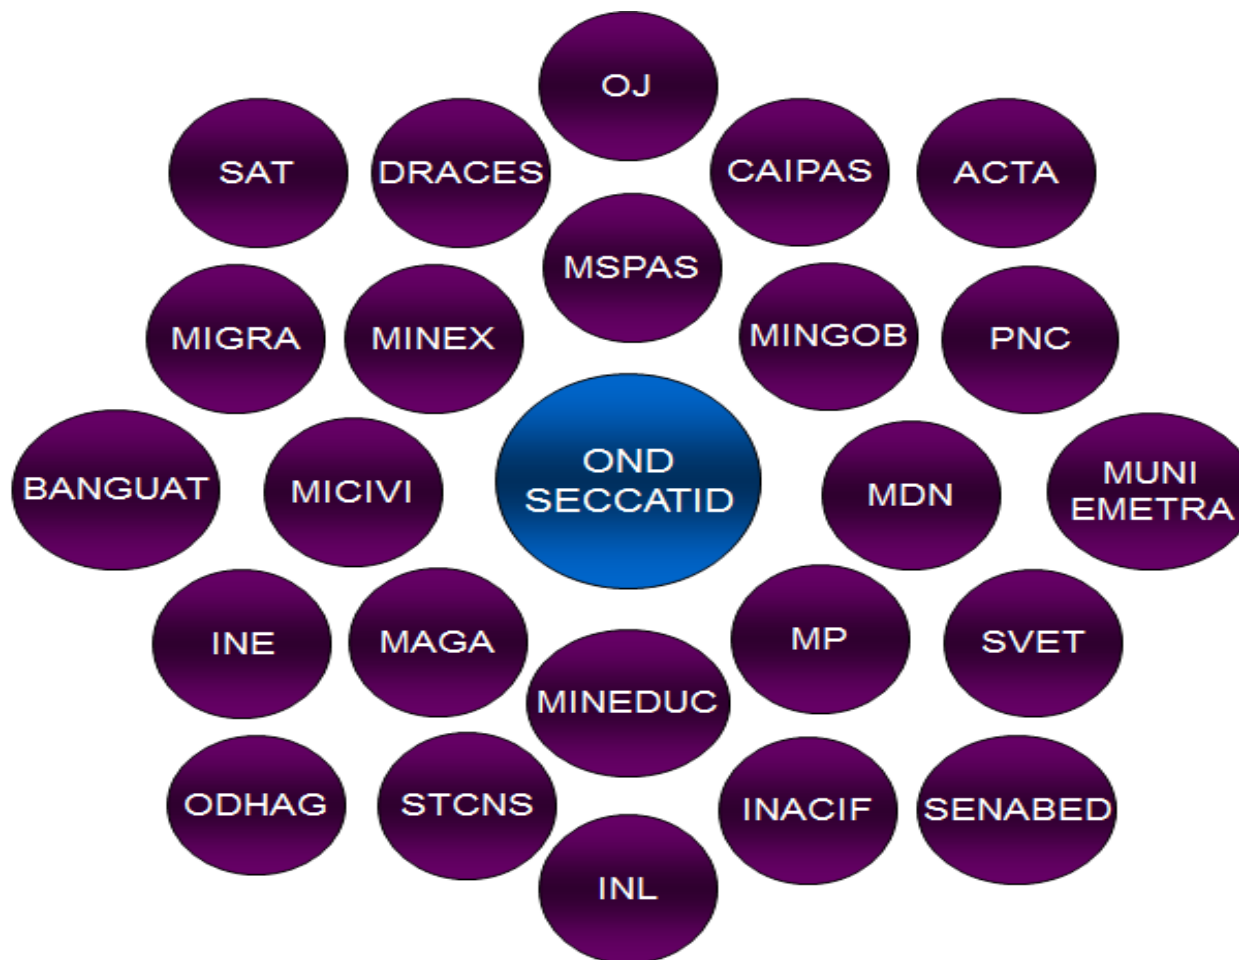 OJ
SAT
DRACES
CAIPAS
ACTA
MSPAS
MIGRA
MINEX
MINGOB
PNC
BANGUAT
MICIVI
OND
SECCATID
MDN
MUNI
EMETRA
INE
MAGA
MINEDUC
MP
SVET
ODHAG
STCNS
INL
INACIF
SENABED